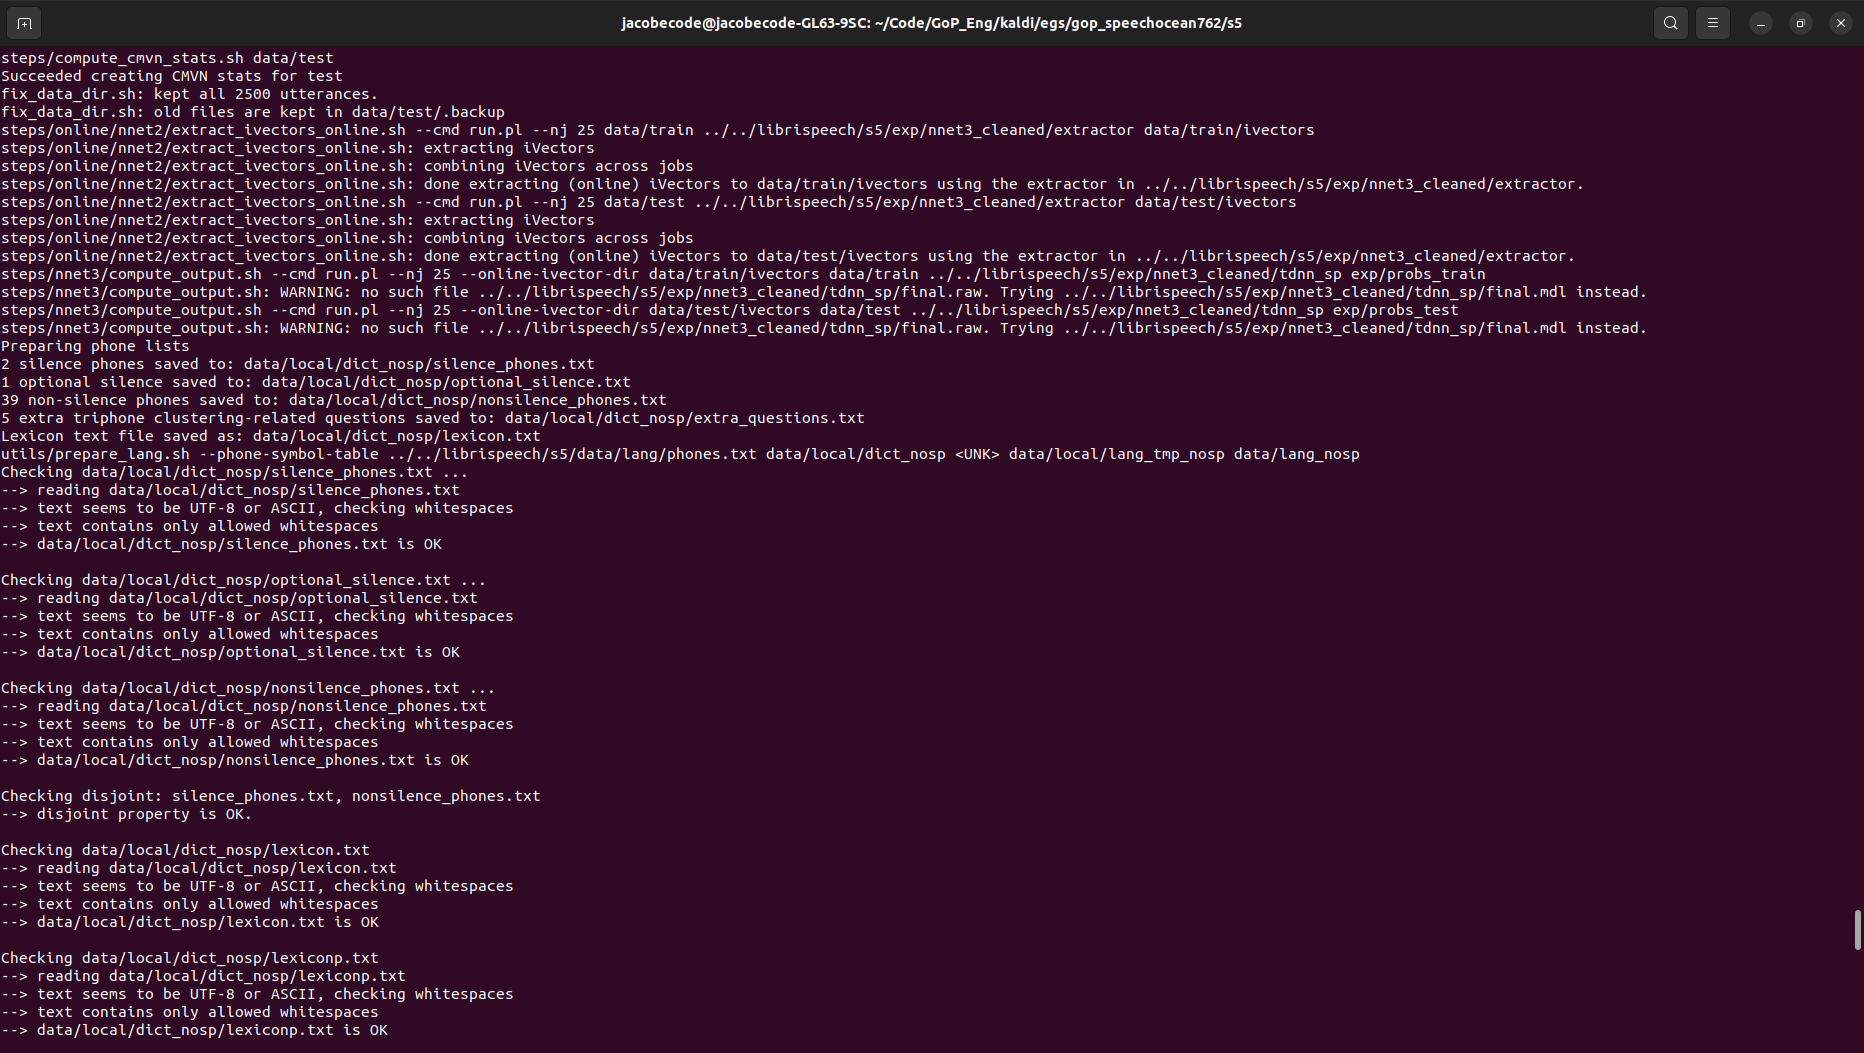 jacobecode@jacobecode-GL63-9SC: ~/Code/GoP_Eng/kaldi/egs/gop_speechocean762/s5
steps/compute_cmvn_stats.sh data/test
Succeeded creating CMVN stats for test
fix_data_dir.sh: kept all 2500 utterances.
fix_data_dir.sh: old files are kept in data/test/.backup
steps/online/nnet2/extract_ivectors_online.sh --cmd run.pl --nj 25 data/train ../../librispeech/s5/exp/nnet3_cleaned/extractor data/train/ivectors
steps/online/nnet2/extract_ivectors_online.sh: extracting iVectors
steps/online/nnet2/extract_ivectors_online.sh: combining iVectors across jobs
steps/online/nnet2/extract_ivectors_online.sh: done extracting (online) iVectors to data/train/ivectors using the extractor in ../../librispeech/s5/exp/nnet3_cleaned/extractor.
steps/online/nnet2/extract_ivectors_online.sh --cmd run.pl --nj 25 data/test ../../librispeech/s5/exp/nnet3_cleaned/extractor data/test/ivectors
steps/online/nnet2/extract_ivectors_online.sh: extracting iVectors
steps/online/nnet2/extract_ivectors_online.sh: combining iVectors across jobs
steps/online/nnet2/extract_ivectors_online.sh: done extracting (online) iVectors to data/test/ivectors using the extractor in ../../librispeech/s5/exp/nnet3_cleaned/extractor.
steps/nnet3/compute_output.sh --cmd run.pl --nj 25 --online-ivector-dir data/train/ivectors data/train ../../librispeech/s5/exp/nnet3_cleaned/tdnn_sp exp/probs_train
steps/nnet3/compute_output.sh: WARNING: no such file ../../librispeech/s5/exp/nnet3_cleaned/tdnn_sp/final.raw. Trying ../../librispeech/s5/exp/nnet3_cleaned/tdnn_sp/final.mdl instead.
steps/nnet3/compute_output.sh --cmd run.pl --nj 25 --online-ivector-dir data/test/ivectors data/test ../../librispeech/s5/exp/nnet3_cleaned/tdnn_sp exp/probs_test
steps/nnet3/compute_output.sh: WARNING: no such file ../../librispeech/s5/exp/nnet3_cleaned/tdnn_sp/final.raw. Trying ../../librispeech/s5/exp/nnet3_cleaned/tdnn_sp/final.mdl instead.
Preparing phone lists
2 silence phones saved to: data/local/dict_nosp/silence_phones.txt
1 optional silence saved to: data/local/dict_nosp/optional_silence.txt
39 non-silence phones saved to: data/local/dict_nosp/nonsilence_phones.txt
5 extra triphone clustering-related questions saved to: data/local/dict_nosp/extra_questions.txt
Lexicon text file saved as: data/local/dict_nosp/lexicon.txt
utils/prepare_lang.sh --phone-symbol-table ../../librispeech/s5/data/lang/phones.txt data/local/dict_nosp <UNK> data/local/lang_tmp_nosp data/lang_nosp
Checking data/local/dict_nosp/silence_phones.txt ...
--> reading data/local/dict_nosp/silence_phones.txt
--> text seems to be UTF-8 or ASCII, checking whitespaces
--> text contains only allowed whitespaces
--> data/local/dict_nosp/silence_phones.txt is OK

Checking data/local/dict_nosp/optional_silence.txt ...
--> reading data/local/dict_nosp/optional_silence.txt
--> text seems to be UTF-8 or ASCII, checking whitespaces
--> text contains only allowed whitespaces
--> data/local/dict_nosp/optional_silence.txt is OK

Checking data/local/dict_nosp/nonsilence_phones.txt ...
--> reading data/local/dict_nosp/nonsilence_phones.txt
--> text seems to be UTF-8 or ASCII, checking whitespaces
--> text contains only allowed whitespaces
--> data/local/dict_nosp/nonsilence_phones.txt is OK

Checking disjoint: silence_phones.txt, nonsilence_phones.txt
--> disjoint property is OK.

Checking data/local/dict_nosp/lexicon.txt
--> reading data/local/dict_nosp/lexicon.txt
--> text seems to be UTF-8 or ASCII, checking whitespaces
--> text contains only allowed whitespaces
--> data/local/dict_nosp/lexicon.txt is OK

Checking data/local/dict_nosp/lexiconp.txt
--> reading data/local/dict_nosp/lexiconp.txt
--> text seems to be UTF-8 or ASCII, checking whitespaces
--> text contains only allowed whitespaces
--> data/local/dict_nosp/lexiconp.txt is OK